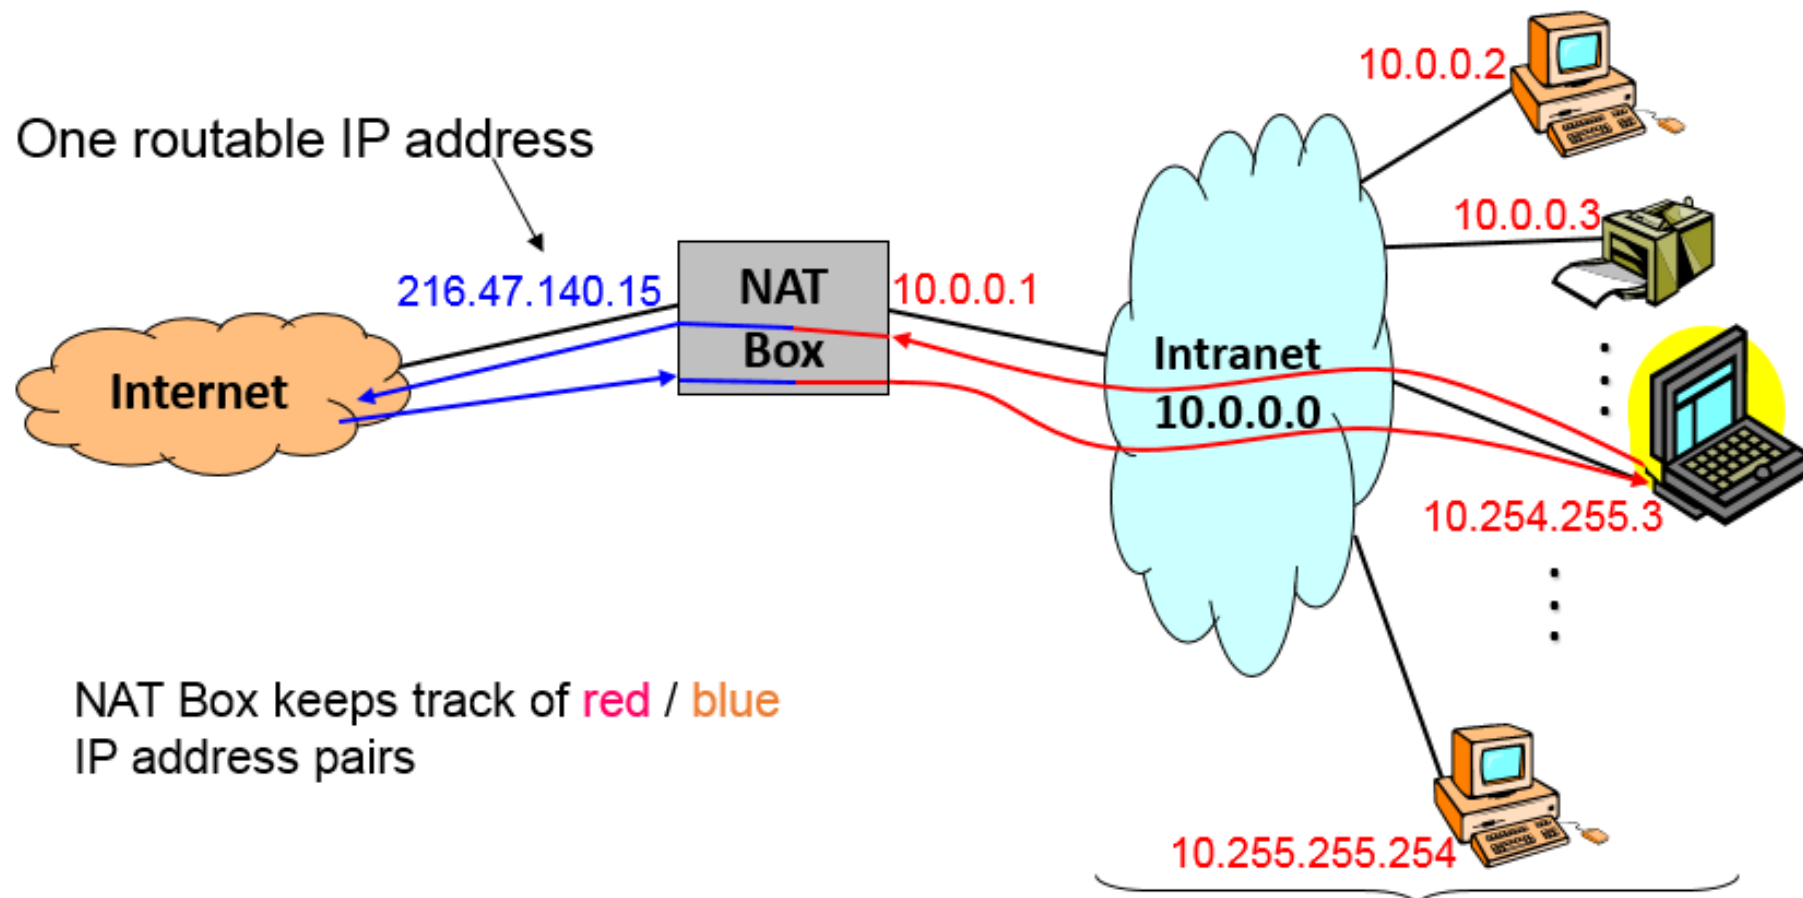 One routable IP address
216.47.140.15
NAT
Box
10.0.0.1
Internet
Intranet
10.0.0.0
10.0.0.2
10.0.0.3
10.254.255.3
10.255.255.254
NAT Box keeps track of red / blue
IP address pairs